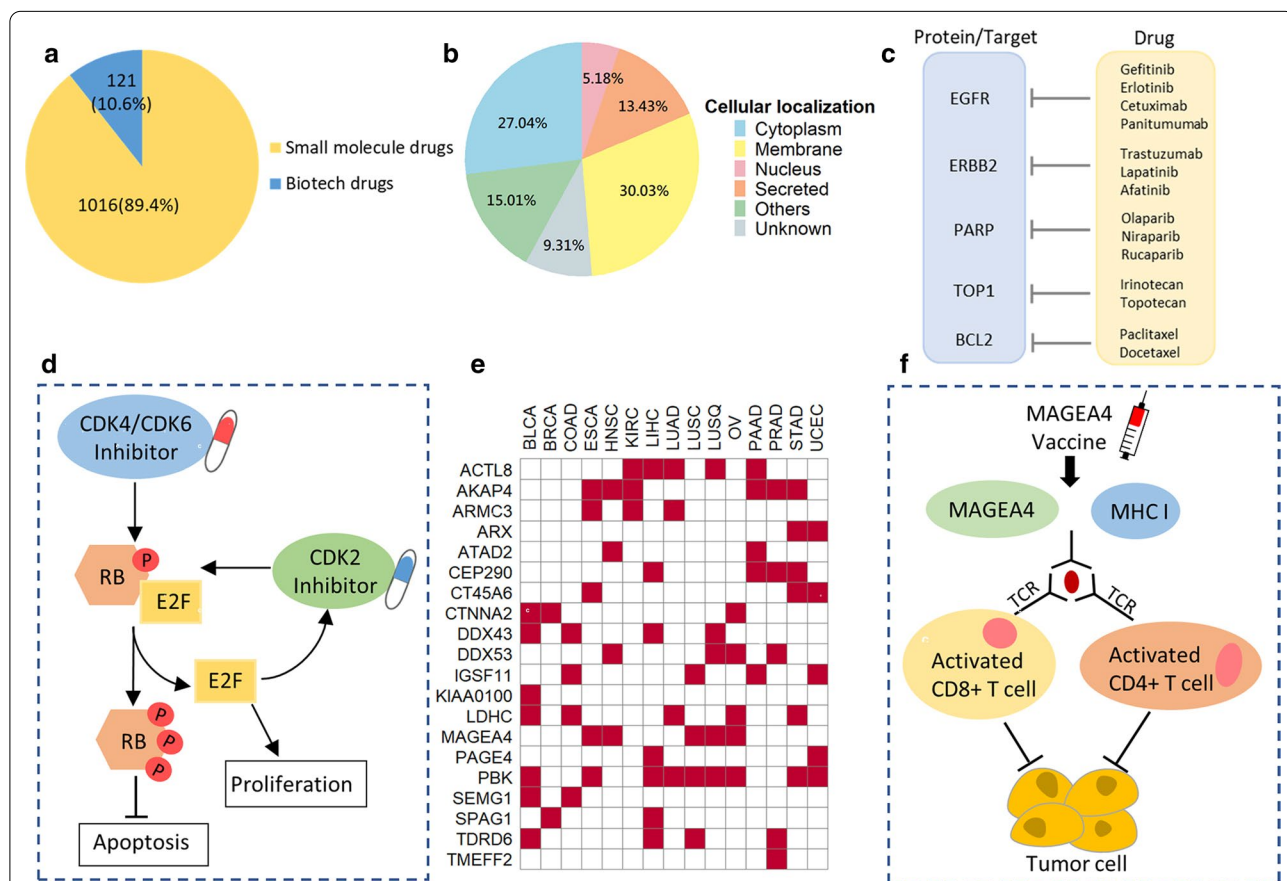 a
121
(10.6%)
1016(89.4%)
Small molecule drugs
Biotech drugs
b
5.18%
13.43%
27.04%
30.03%
15.01%
9.31%
Cellular localization
Cytoplasm
Membrane
Nucleus
Secreted
Others
Unknown
c
Protein/Target
Drug
EGFR
Gefitinib
Erlotinib
Cetuximab
Panitumumab
ERBB2
Trastuzumab
Lapatinib
Afatinib
PARP
Olaparib
Niraparib
Rucaparib
TOP1
Irinotecan
Topotecan
BCL2
Paclitaxel
Docetaxel
d
CDK4/CDK6
Inhibitor
RB
P
E2F
CDK2
Inhibitor
E2F
RB
P
P
P
Proliferation
Apoptosis
e
BLCA
BRCA
COAD
ESCA
HNSC
KIRC
LIHC
LUAD
LUSC
LUSQ
OV
PAAD
PRAD
STAD
UCEC
ACTL8
AKAP4
ARMC3
ARX
ATAD2
CEP290
CT45A6
CTNNA2
DDX43
DDX53
IGSF11
KIAA0100
LDHC
MAGEA4
PAGE4
PBK
SEMG1
SPAG1
TDRD6
TMEFF2
f
MAGEA4
Vaccine
MAGEA4
MHC I
TCR
TCR
Activated
CD8+ T cell
Activated
CD4+ T cell
Tumor cell